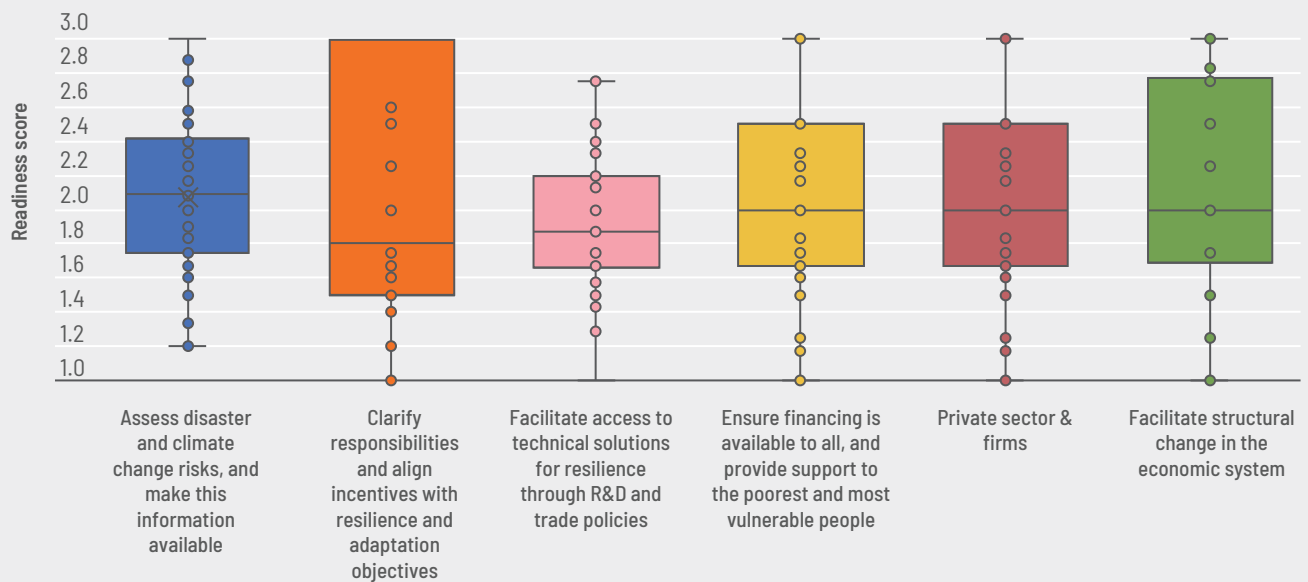 Readiness score
3.0
2.8
2.6
2.4
2.2
2.0
1.8
1.6
1.4
1.2
1.0
Assess disaster
and climate
change risks, and
make this
information
available
Clarify
responsibilities
and align
incentives with
resilience and
adaptation
objectives
Facilitate access to
technical solutions
for resilience
through R&D and
trade policies
Ensure financing is
available to all, and
provide support to
the poorest and most
vulnerable people
Private sector &
firms
Facilitate structural
change in the
economic system